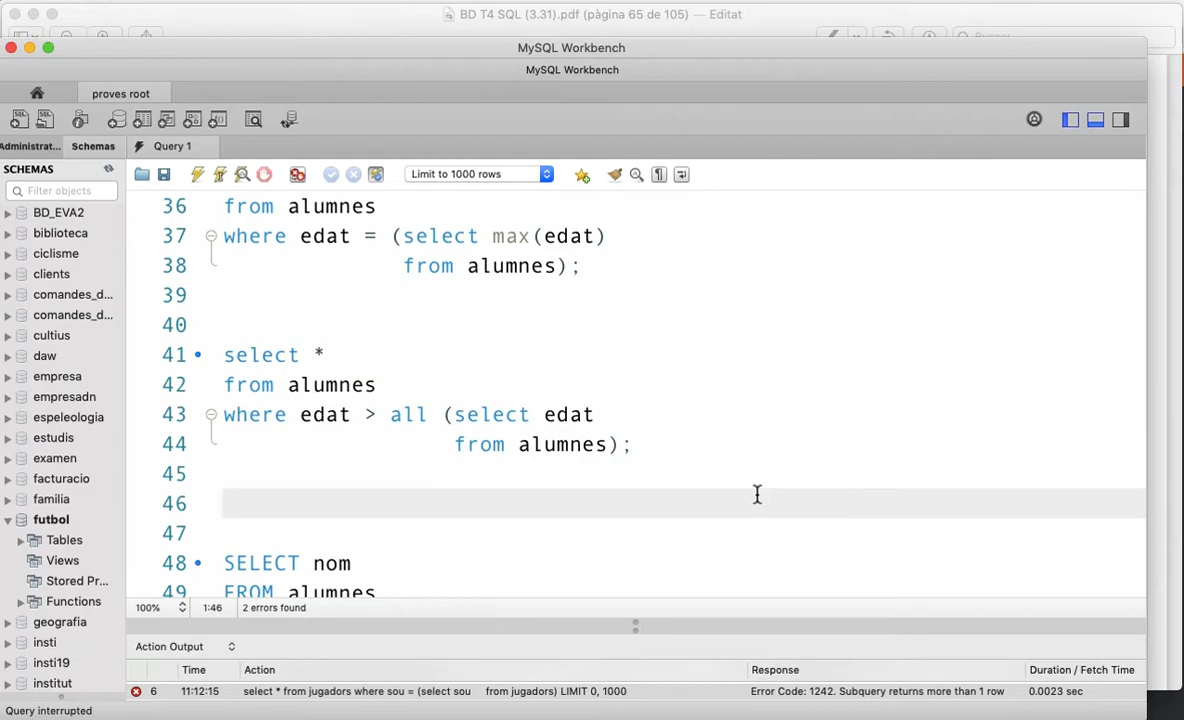 BD T4 SQL (3.31).pdf (pàgina 65 de 105) — Editat
MySQL Workbench
MySQL Workbench
proves root
Administrat... Schemas Query 1
SCHEMAS
Filter objects
Limit to 1000 rows
BD_EVA2
biblioteca
ciclisme
clients
comandes_d...
comandes_d...
cultius
daw
empresa
empresadn
espeleologia
estudis
examen
facturacio
familia
futbol
Tables
Views
Stored Pr...
Functions
geografia
insti
insti19
institut
36 from alumnes
37 where edat = (select max(edat)
38 from alumnes);
39
40
41 select *
42 from alumnes
43 where edat > all (select edat
44 from alumnes);
45
46
47
48 SELECT nom
49 FROM alumnes
100% 1:46 2 errors found
Action Output
Time Action Response Duration / Fetch Time
6 11:12:15 select * from jugadors where sou = (select sou from jugadors) LIMIT 0, 1000 Error Code: 1242. Subquery returns more than 1 row 0.0023 sec
Query interrupted